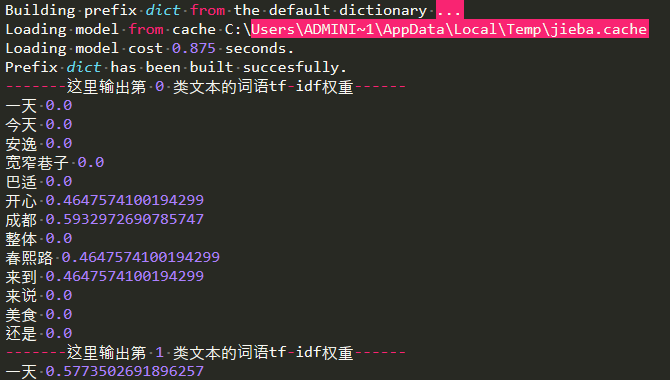 Building prefix dict from the default dictionary ...
Loading model from cache C:\Users\ADMINI~1\AppData\Local\Temp\jieba.cache
Loading model cost 0.875 seconds.
Prefix dict has been built succesfully.
-------这里输出第 0 类文本的词语tf-idf权重------
一天 0.0
今天 0.0
安逸 0.0
宽窄巷子 0.0
巴适 0.0
开心 0.4647574100194299
成都 0.5932972690785747
整体 0.0
春熙路 0.4647574100194299
来到 0.4647574100194299
来说 0.0
美食 0.0
还是 0.0
-------这里输出第 1 类文本的词语tf-idf权重------
一天 0.5773502691896257